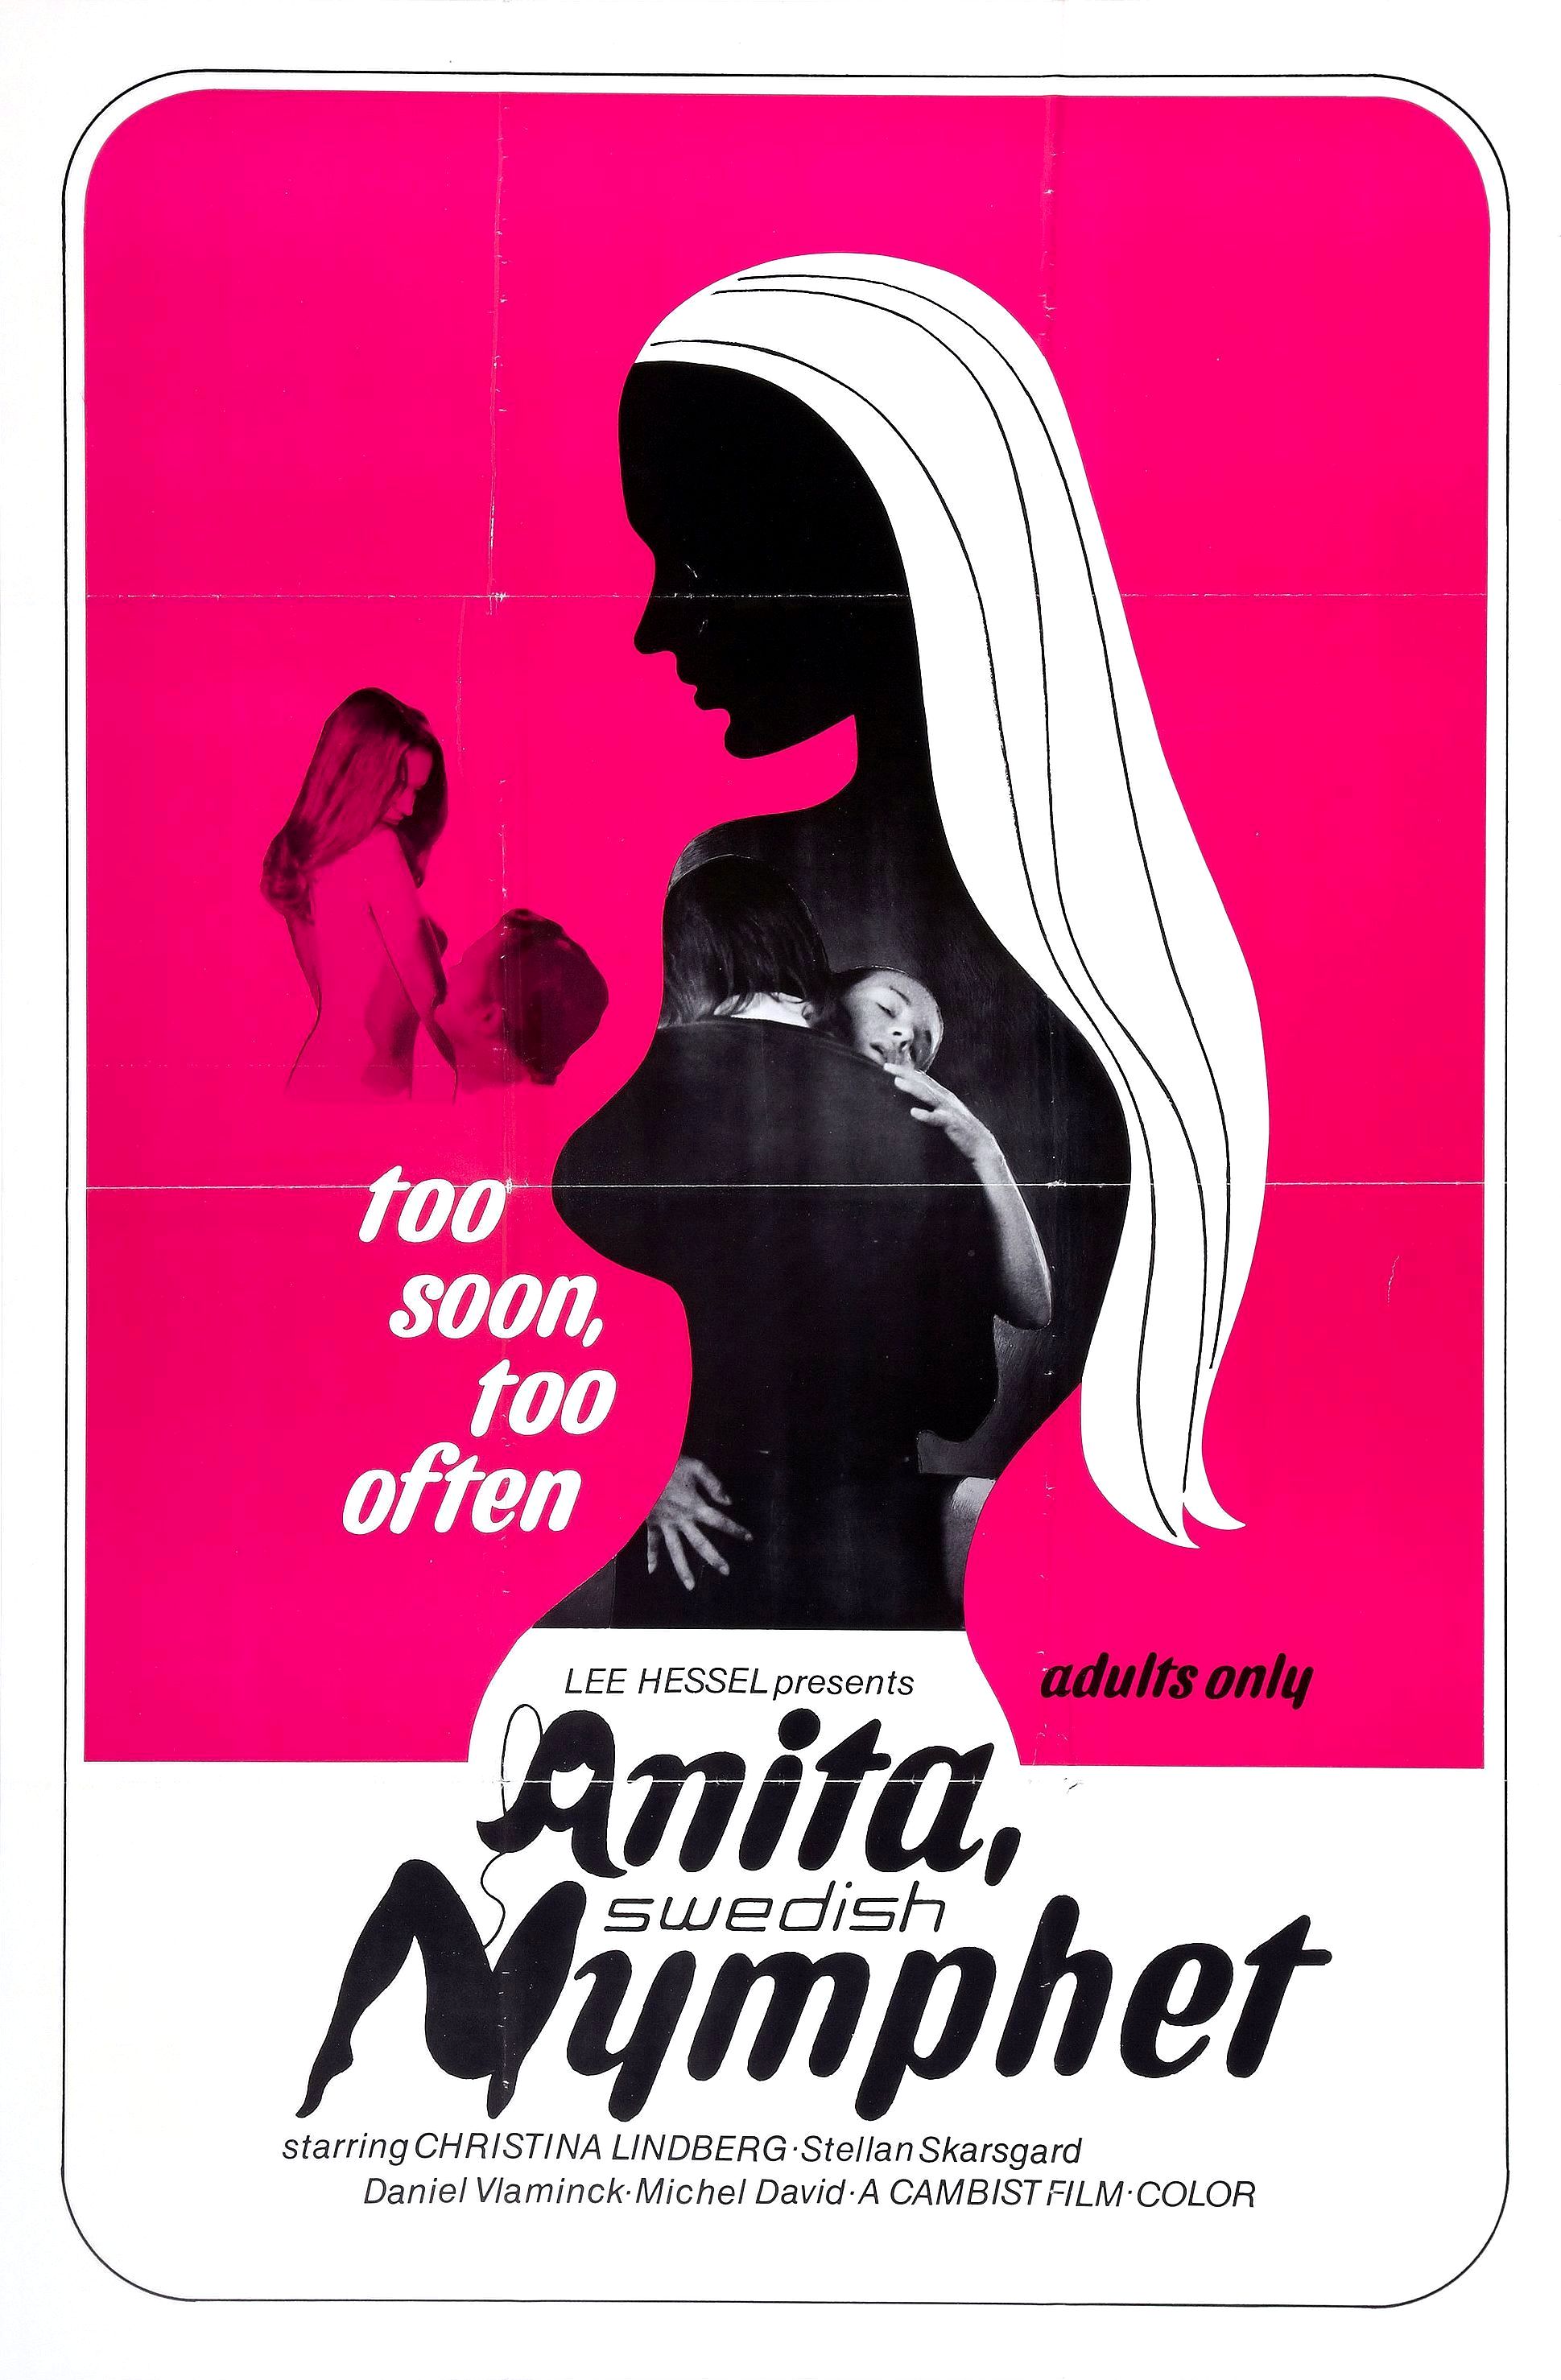 too
soon,
too
often
LEE HESSEL presents
adults only
Anita,
swedish
Nymphet
starring CHRISTINA LINDBERG·Stellan Skarsgard
Daniel Vlaminck·Michel David·A CAMBIST FILM·COLOR